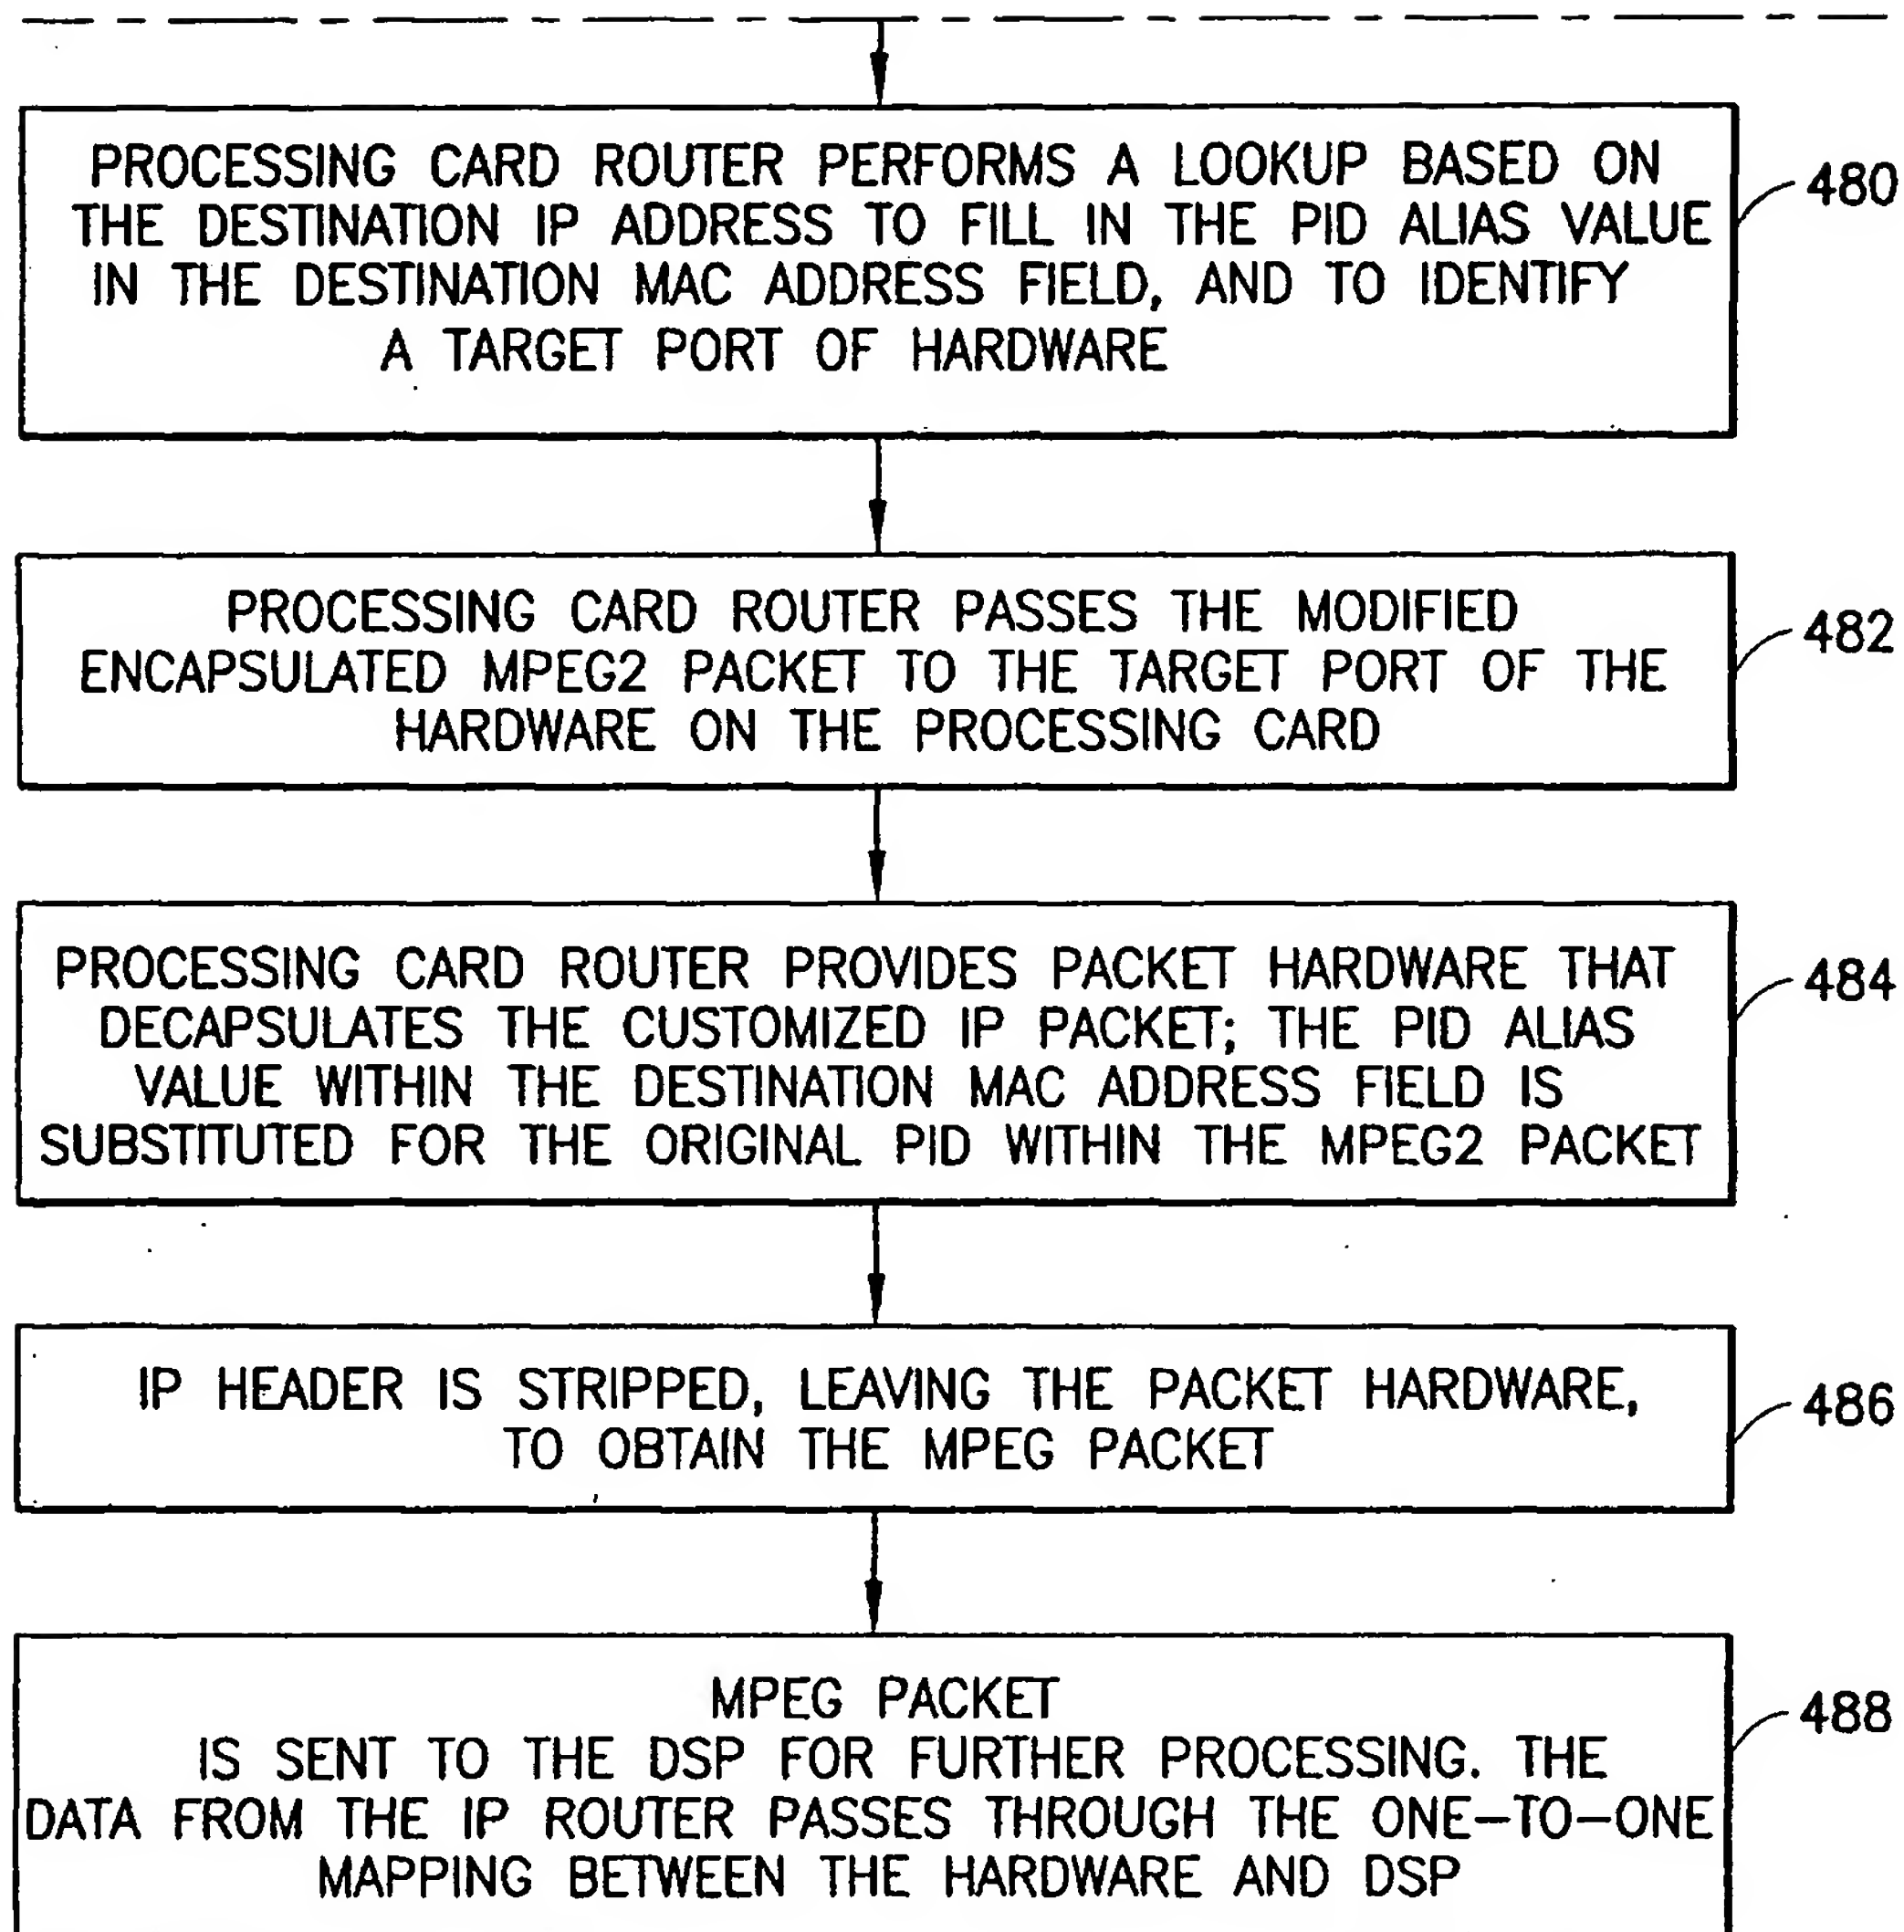 PROCESSING CARD ROUTER PERFORMS A LOOKUP BASED ON
THE DESTINATION IP ADDRESS TO FILL IN THE PID ALIAS VALUE
IN THE DESTINATION MAC ADDRESS FIELD, AND TO IDENTIFY
A TARGET PORT OF HARDWARE
480
PROCESSING CARD ROUTER PASSES THE MODIFIED
ENCAPSULATED MPEG2 PACKET TO THE TARGET PORT OF THE
HARDWARE ON THE PROCESSING CARD
482
PROCESSING CARD ROUTER PROVIDES PACKET HARDWARE THAT
DECAPSULATES THE CUSTOMIZED IP PACKET; THE PID ALIAS
VALUE WITHIN THE DESTINATION MAC ADDRESS FIELD IS
SUBSTITUTED FOR THE ORIGINAL PID WITHIN THE MPEG2 PACKET
484
IP HEADER IS STRIPPED, LEAVING THE PACKET HARDWARE,
TO OBTAIN THE MPEG PACKET
486
MPEG PACKET
IS SENT TO THE DSP FOR FURTHER PROCESSING. THE
DATA FROM THE IP ROUTER PASSES THROUGH THE ONE-TO-ONE
MAPPING BETWEEN THE HARDWARE AND DSP
488